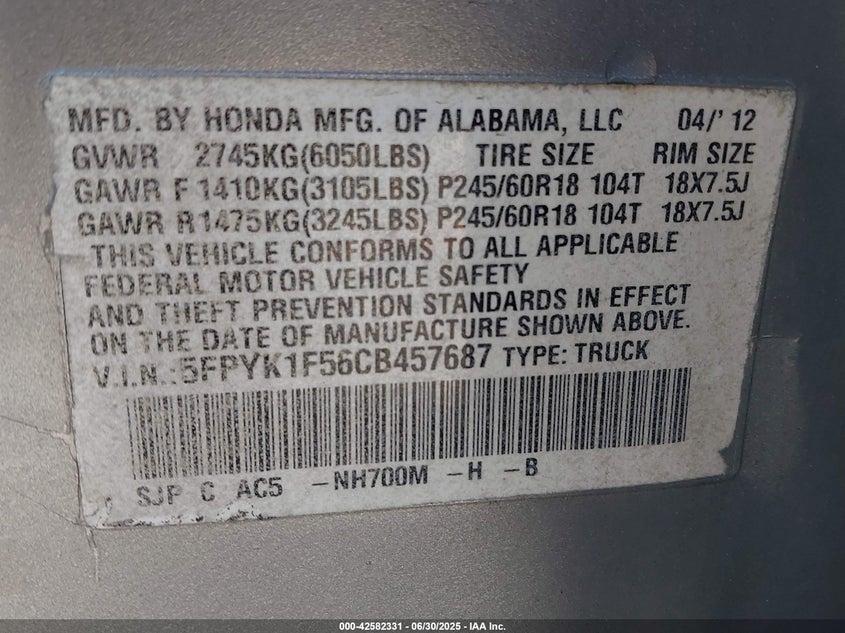 MFD. BY HONDA MFG. OF ALABAMA, LLC 04/'12
GVWR 2745KG(6050LBS) TIRE SIZE RIM SIZE
GAWR F 1410KG(3105LBS) P245/60R18 104T 18X7.5J
GAWR R 1475KG(3245LBS) P245/60R18 104T 18X7.5J
THIS VEHICLE CONFORMS TO ALL APPLICABLE
FEDERAL MOTOR VEHICLE SAFETY
AND THEFT PREVENTION STANDARDS IN EFFECT
ON THE DATE OF MANUFACTURE SHOWN ABOVE.
V.I.N.:5FPYK1F56CB457687 TYPE: TRUCK
SJP C AC5 -NH700M -H -B
000-42582331 - 06/30/2025 - IAA Inc.